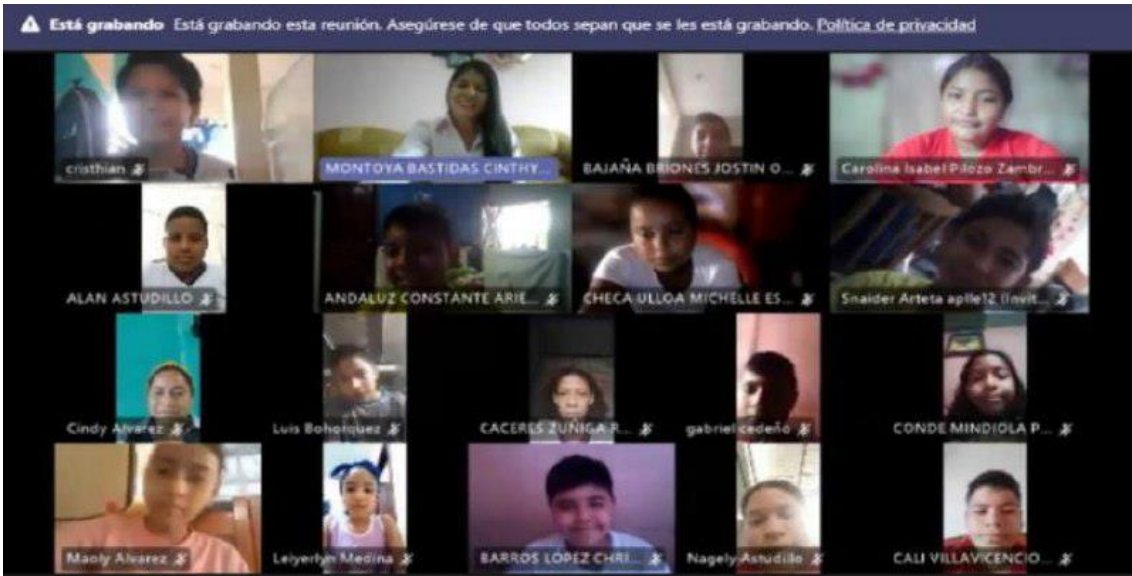 Está grabando Está grabando esta reunión. Asegúrese de que todos sepan que se les está grabando. Política de privacidad
cristhian
MONTOYA BASTIDAS CINTHY...
BAJAÑA BRIONES JOSTIN O...
Carolina Isabel Pilozo Zambr...
ALAN ASTUDILLO
ANDALUZ CONSTANTE ARIE...
CHECA ULLOA MICHELLE ES...
Snaider Arteta aplle12 (Invit...
Cindy Alvarez
Luis Bohorquez
CACERES ZUÑIGA R...
gabriel cedeño
CONDE MINDIOLA P...
Maoly Alvarez
Leiyerlyn Medina
BARROS LÓPEZ CHRI...
Nagely Astudillo
CALI VILLAVICENCIO...